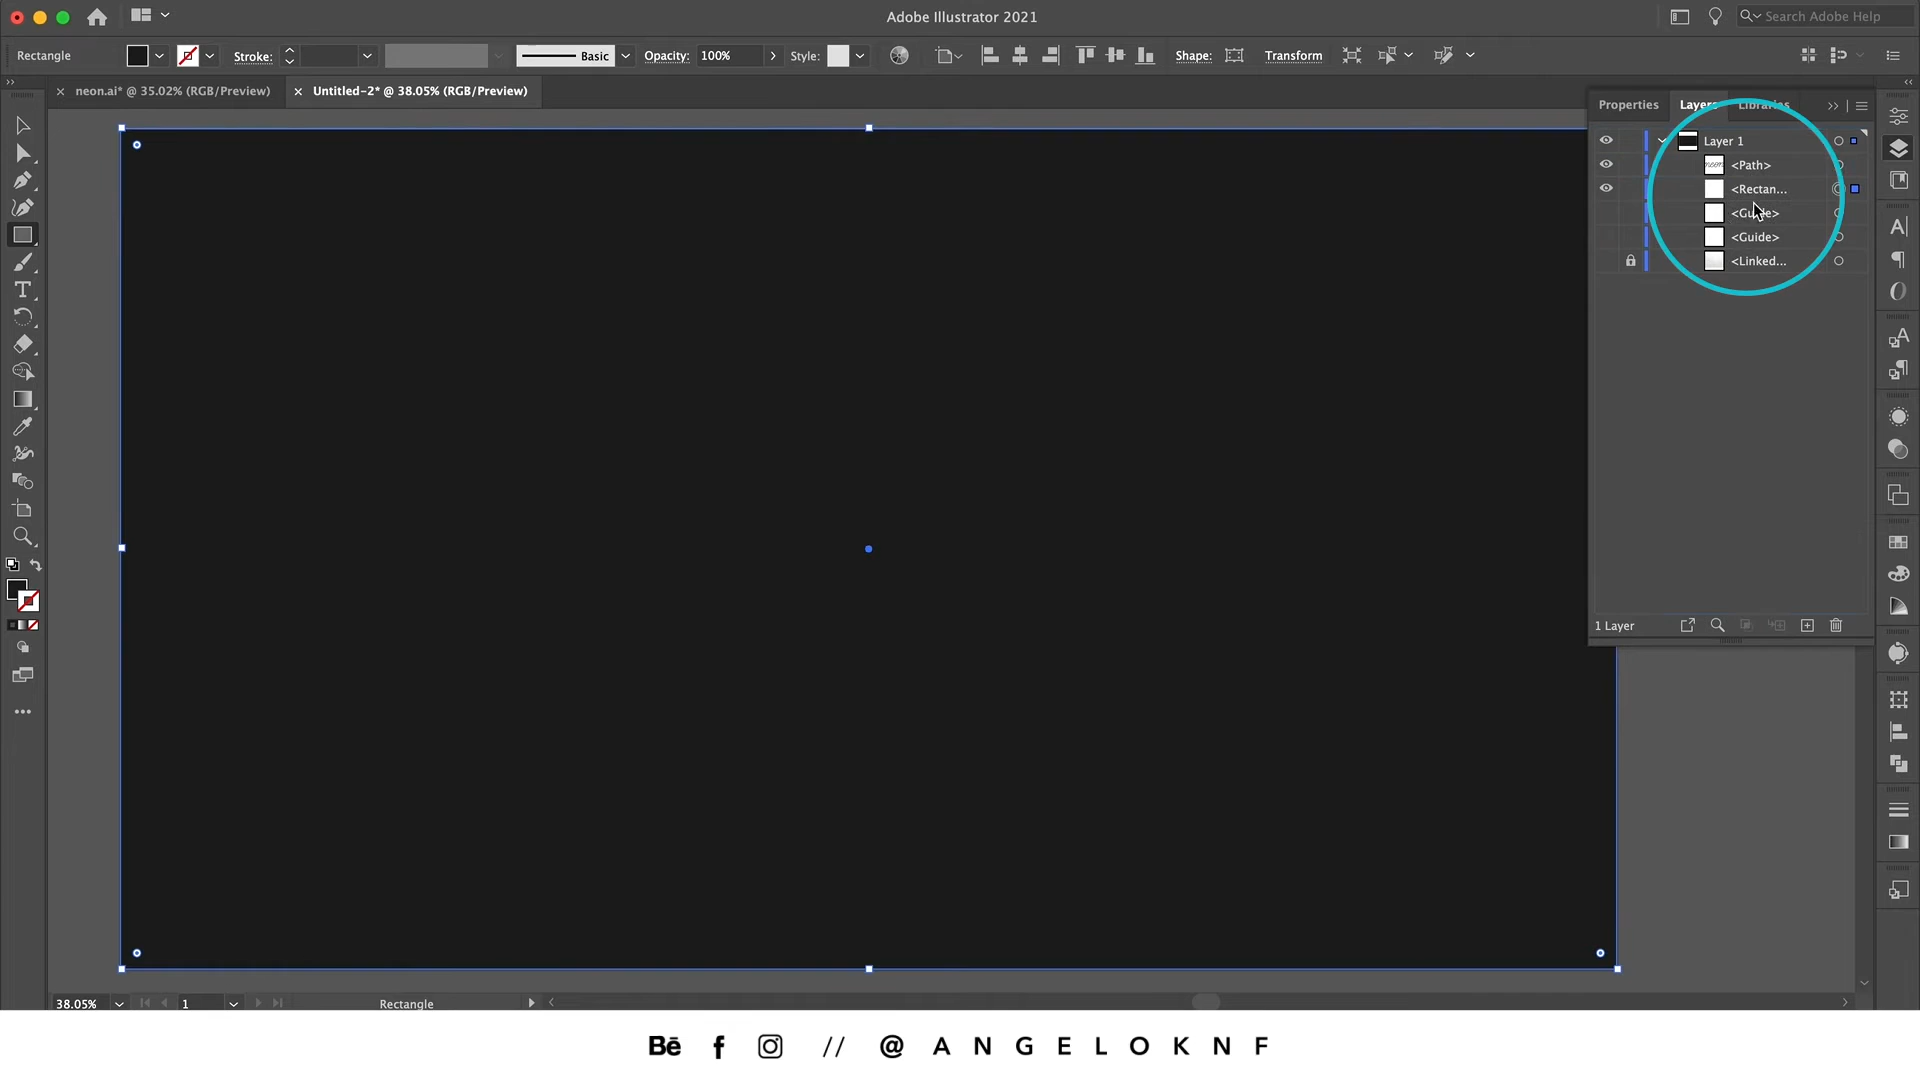 Adobe Illustrator 2021
Search Adobe Help
Rectangle
Stroke:
Basic
Opacity:
100%
Style:
Shape:
Transform
neon.ai* @ 35.02% (RGB/Preview)
Untitled-2* @ 38.05% (RGB/Preview)
Properties
Layers
Libraries
Layer 1
<Path>
<Rectan...
<Guide>
<Guide>
<Linked...
1 Layer
38.05%
1
Rectangle
Bē f // @ANGELOKNF